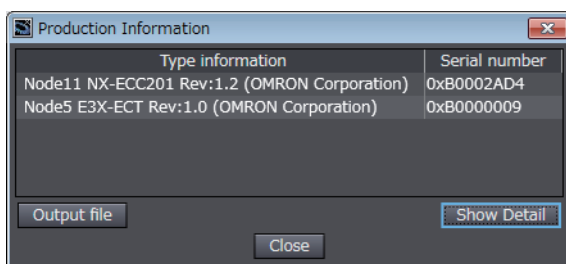 Production Information
Type information Serial number
Node11 NX-ECC201 Rev:1.2 (OMRON Corporation) 0xB0002AD4
Node5 E3X-ECT Rev:1.0 (OMRON Corporation) 0xB0000009
Output file Show Detail
Close